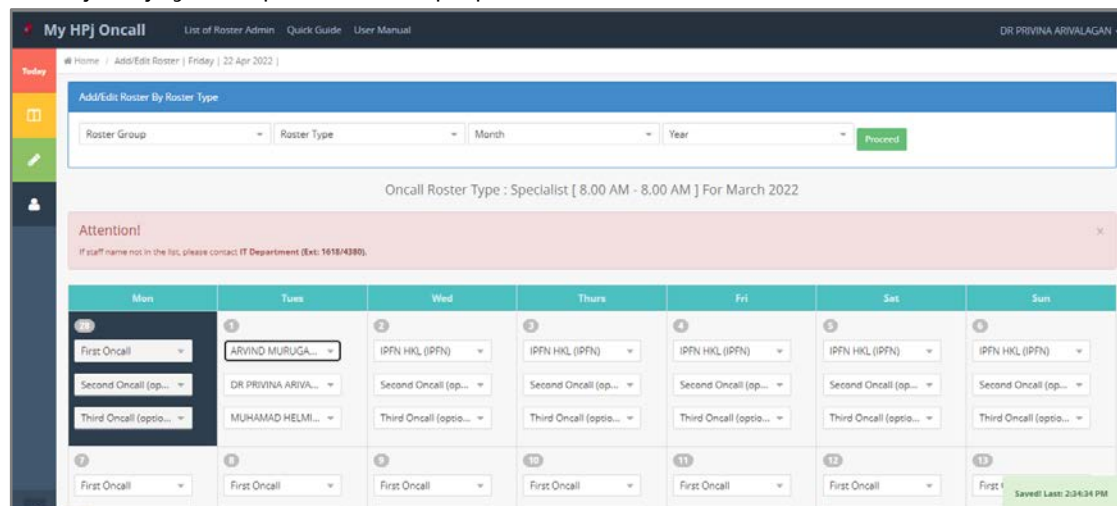 My HPj Oncall List of Roster Admin Quick Guide User Manual DR PRIVINA ARIVALAGAN
Today
Home / Add/Edit Roster | Friday | 22 Apr 2022 |
Add/Edit Roster By Roster Type
Roster Group Roster Type Month Year Proceed
Oncall Roster Type : Specialist [ 8.00 AM - 8.00 AM ] For March 2022
Attention! ×
If staff name not in the list, please contact IT Department (Ext: 1618/4380).
Mon Tues Wed Thurs Fri Sat Sun
28 1 2 3 4 5 6
First Oncall ARVIND MURUGA... IPFN HKL (IPFN) IPFN HKL (IPFN) IPFN HKL (IPFN) IPFN HKL (IPFN) IPFN HKL (IPFN)
Second Oncall (op... DR PRIVINA ARIVA... Second Oncall (op... Second Oncall (op... Second Oncall (op... Second Oncall (op... Second Oncall (op...
Third Oncall (optio... MUHAMAD HELMI... Third Oncall (optio... Third Oncall (optio... Third Oncall (optio... Third Oncall (optio... Third Oncall (optio...
7 8 9 10 11 12 13
First Oncall First Oncall First Oncall First Oncall First Oncall First Oncall First
Saved! Last: 2:34:34 PM